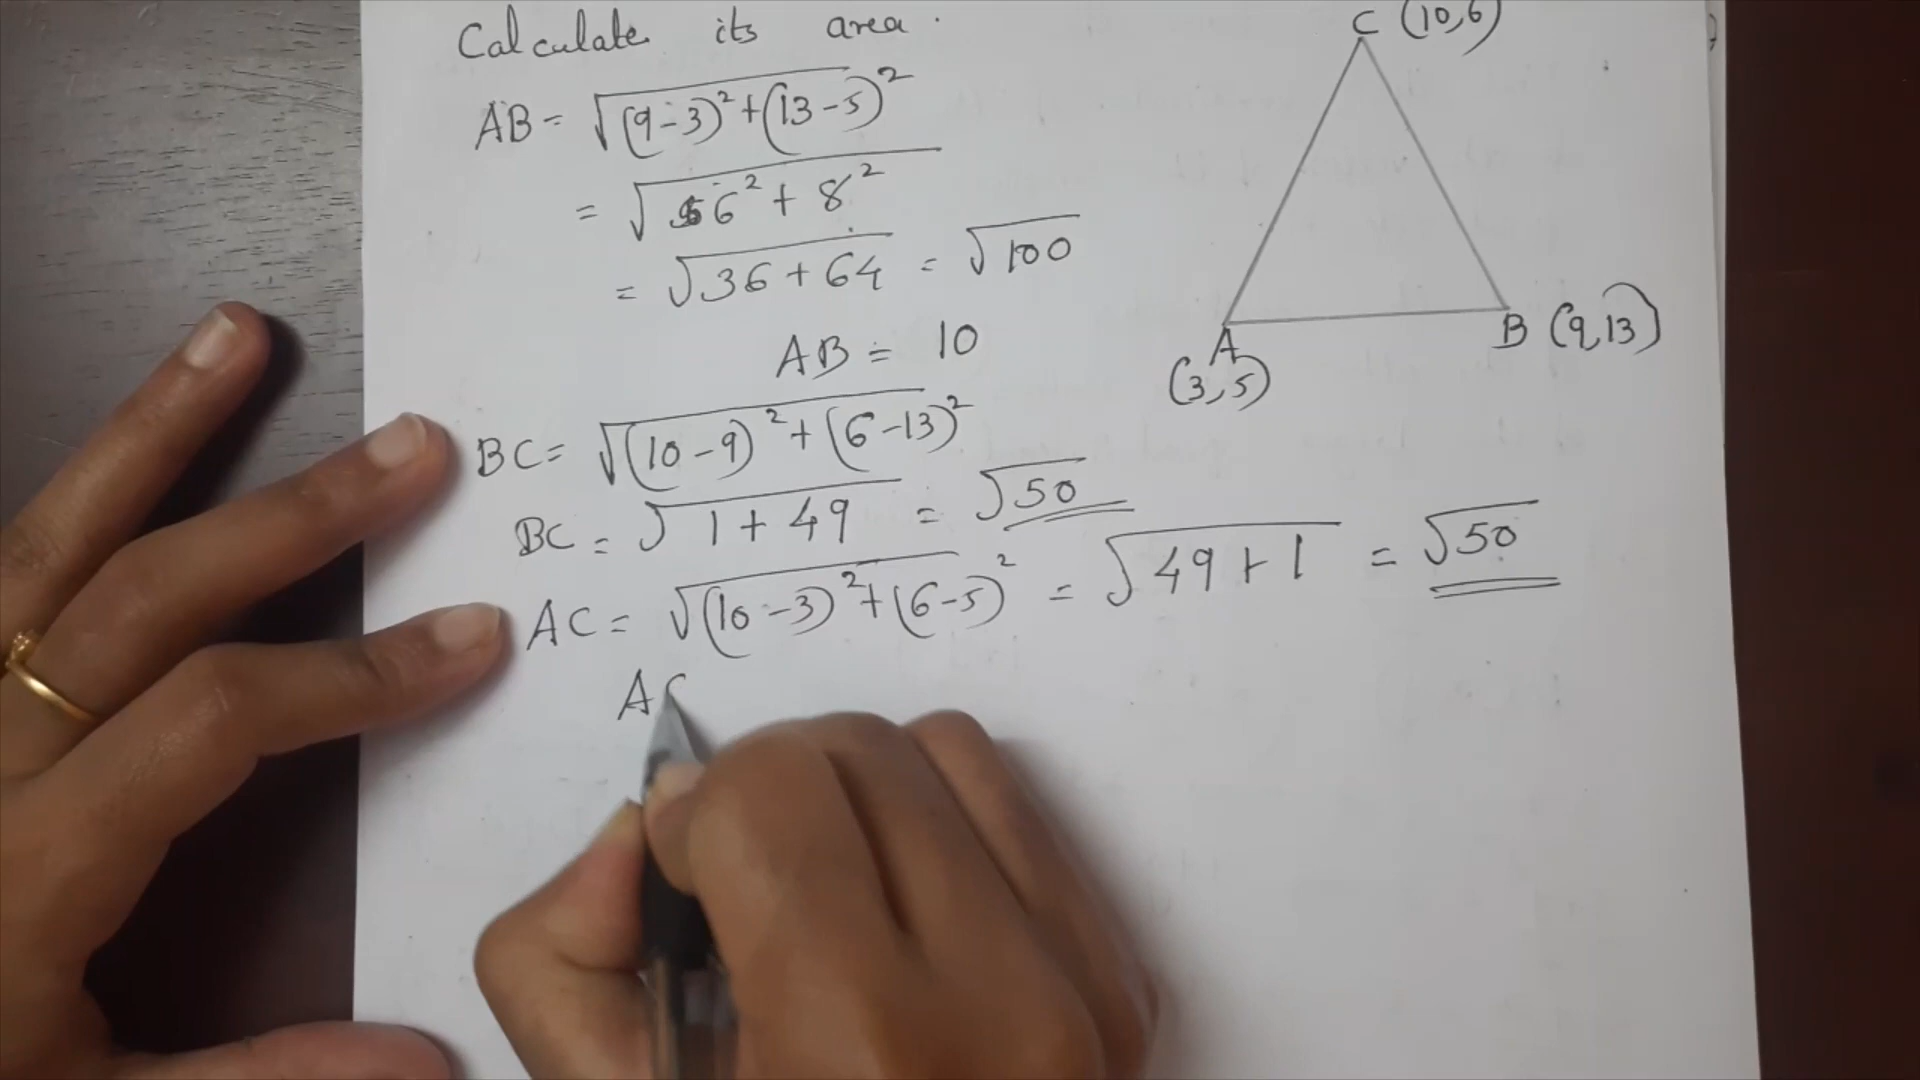 Calculate its area.
C (10,6)
AB = √(9-3)²+(13-5)²
= √6²+8²
= √36+64 = √100
AB = 10
A
(3,5)
B (9,13)
BC = √(10-9)²+(6-13)²
BC = √1+49 = √50
AC = √(10-3)²+(6-5)² = √49+1 = √50
AC